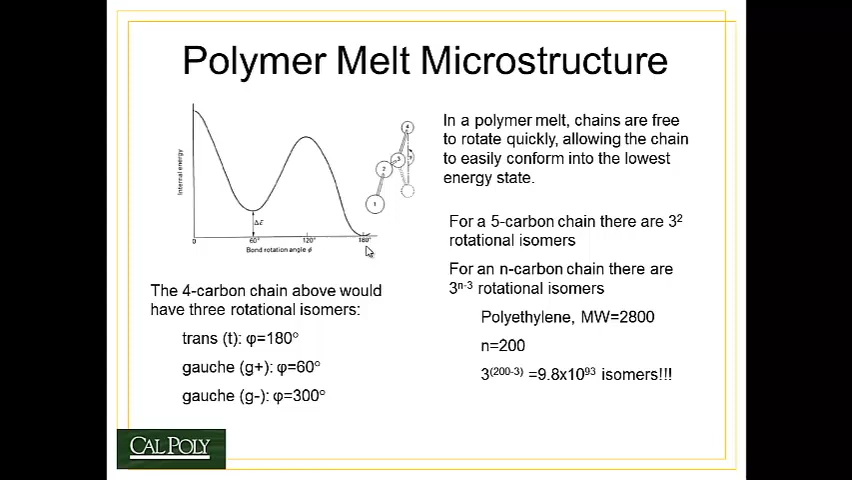 Polymer Melt Microstructure
Internal energy
ΔE
0
60°
120°
180°
Bond rotation angle φ
1
2
3
4
In a polymer melt, chains are free
to rotate quickly, allowing the chain
to easily conform into the lowest
energy state.
For a 5-carbon chain there are 3²
rotational isomers
For an n-carbon chain there are
3ⁿ⁻³ rotational isomers
Polyethylene, MW=2800
n=200
3⁽²⁰⁰⁻³⁾ =9.8x10⁹³ isomers!!!
The 4-carbon chain above would
have three rotational isomers:
trans (t): φ=180°
gauche (g+): φ=60°
gauche (g-): φ=300°
CAL POLY